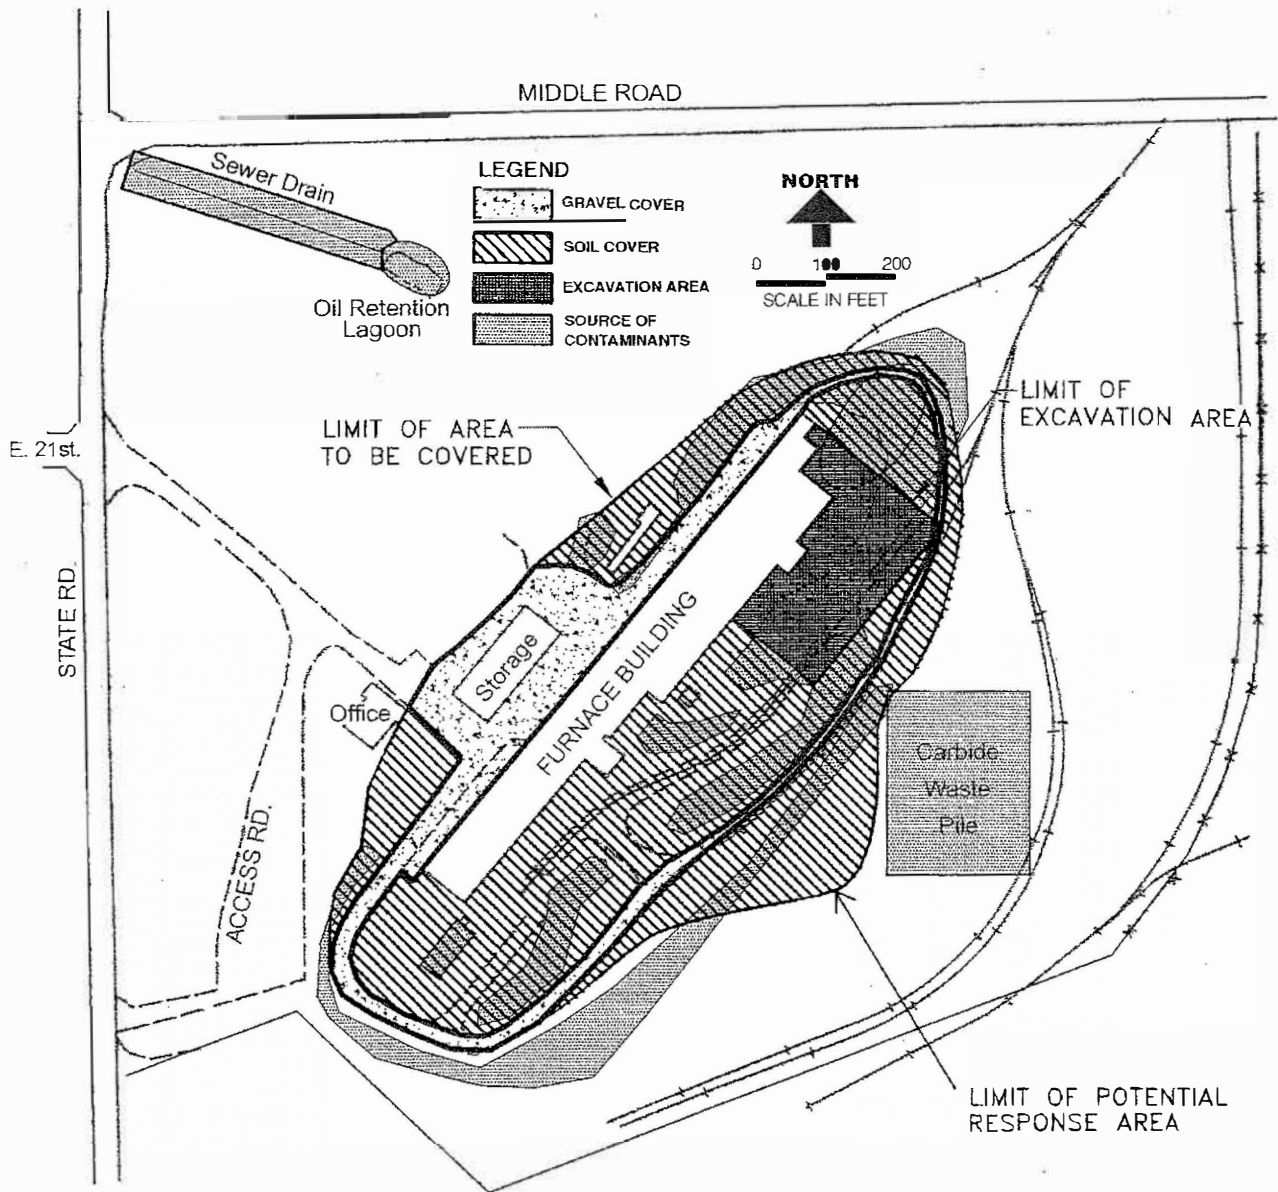 MIDDLE ROAD
Sewer Drain
Oil Retention
Lagoon
LEGEND
GRAVEL COVER
SOIL COVER
EXCAVATION AREA
SOURCE OF
CONTAMINANTS
NORTH
0 100 200
SCALE IN FEET
LIMIT OF
EXCAVATION AREA
LIMIT OF AREA
TO BE COVERED
E. 21st.
STATE RD.
Storage
FURNACE BUILDING
Office
Carbide
Waste
Pile
ACCESS RD.
LIMIT OF POTENTIAL
RESPONSE AREA